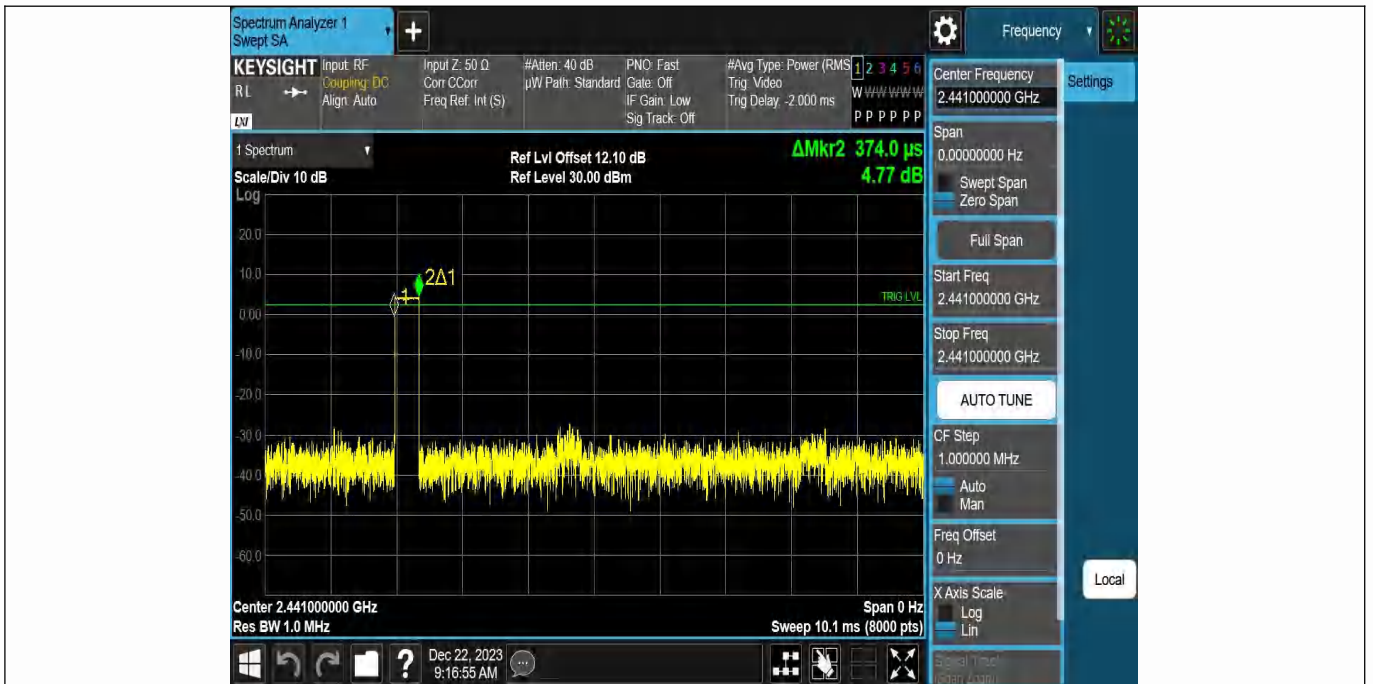 Spectrum Analyzer 1
Swept SA
+
Frequency
KEYSIGHT
RL
LXI
Input: RF
Coupling: DC
Align: Auto
Input Z: 50 Ω
Corr CCorr
Freq Ref: Int (S)
#Atten: 40 dB
µW Path: Standard
PNO: Fast
Gate: Off
IF Gain: Low
Sig Track: Off
#Avg Type: Power (RMS
Trig: Video
Trig Delay: -2.000 ms
1 2 3 4 5 6
W W W W W W
P P P P P P
Center Frequency
2.441000000 GHz
Settings
Span
0.00000000 Hz
Swept Span
Zero Span
Full Span
Start Freq
2.441000000 GHz
Stop Freq
2.441000000 GHz
AUTO TUNE
CF Step
1.000000 MHz
Auto
Man
Freq Offset
0 Hz
X Axis Scale
Log
Lin
Signal Track
(Span Zoom)
Local
1 Spectrum
Scale/Div 10 dB
Log
Ref Lvl Offset 12.10 dB
Ref Level 30.00 dBm
ΔMkr2 374.0 µs
4.77 dB
20.0
10.0
0.00
-10.0
-20.0
-30.0
-40.0
-50.0
-60.0
2Δ1
1
TRIG LVL
Center 2.441000000 GHz
Res BW 1.0 MHz
Span 0 Hz
Sweep 10.1 ms (8000 pts)
?
Dec 22, 2023
9:16:55 AM